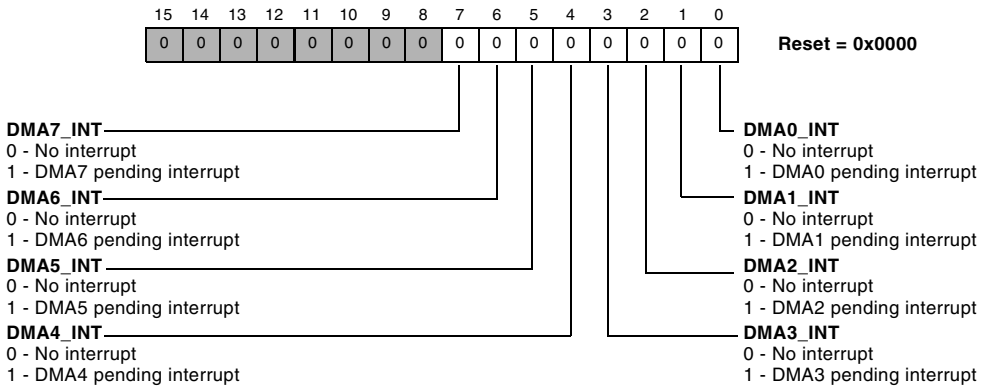 15 14 13 12 11 10 9 8 7 6 5 4 3 2 1 0
0 0 0 0 0 0 0 0 0 0 0 0 0 0 0 0
Reset = 0x0000
DMA7_INT
0 - No interrupt
1 - DMA7 pending interrupt
DMA6_INT
0 - No interrupt
1 - DMA6 pending interrupt
DMA5_INT
0 - No interrupt
1 - DMA5 pending interrupt
DMA4_INT
0 - No interrupt
1 - DMA4 pending interrupt
DMA0_INT
0 - No interrupt
1 - DMA0 pending interrupt
DMA1_INT
0 - No interrupt
1 - DMA1 pending interrupt
DMA2_INT
0 - No interrupt
1 - DMA2 pending interrupt
DMA3_INT
0 - No interrupt
1 - DMA3 pending interrupt